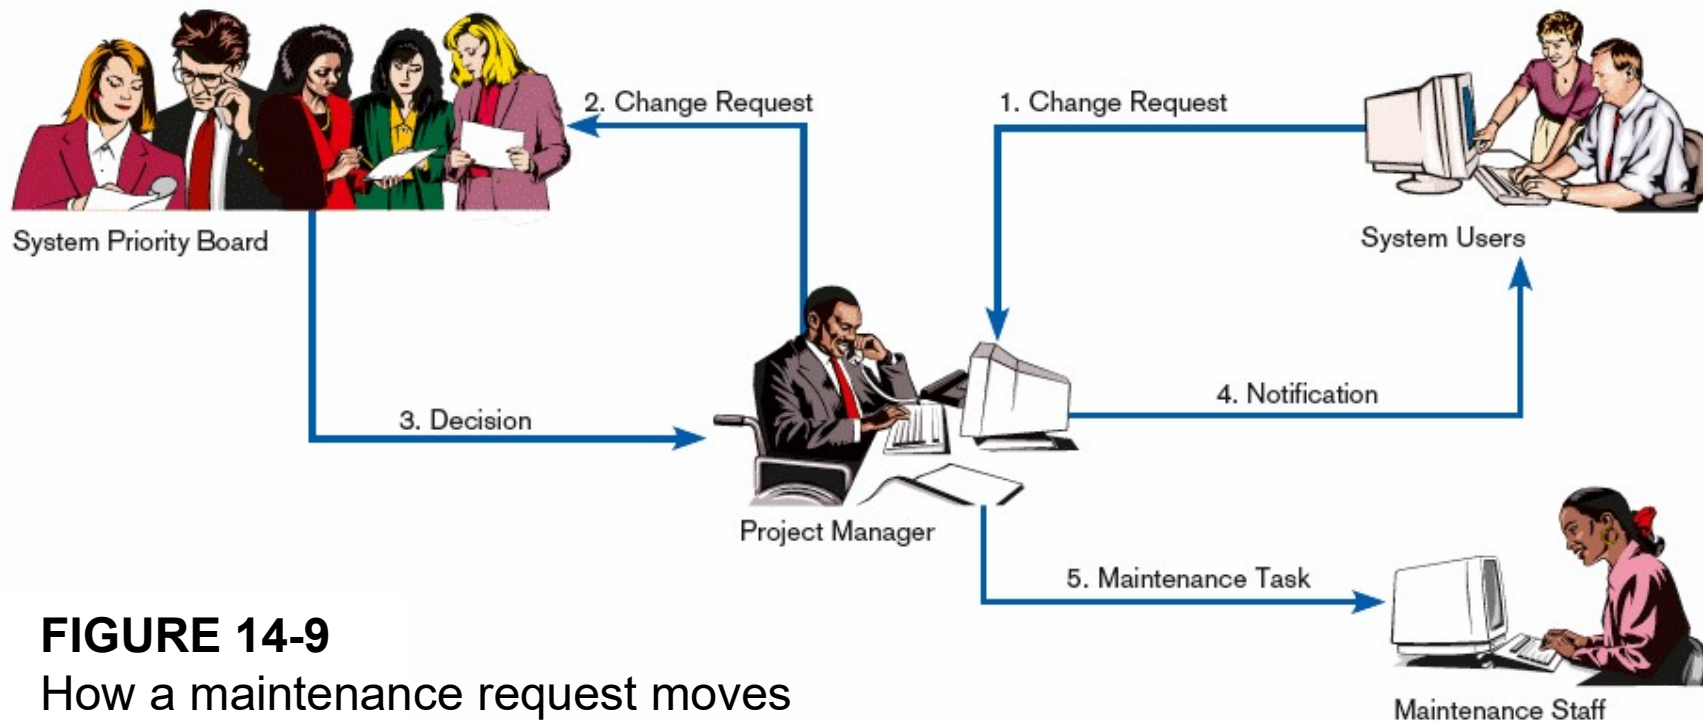 2. Change Request
1. Change Request
System Priority Board
System Users
3. Decision
4. Notification
Project Manager
5. Maintenance Task
FIGURE 14-9
How a maintenance request moves
Maintenance Staff